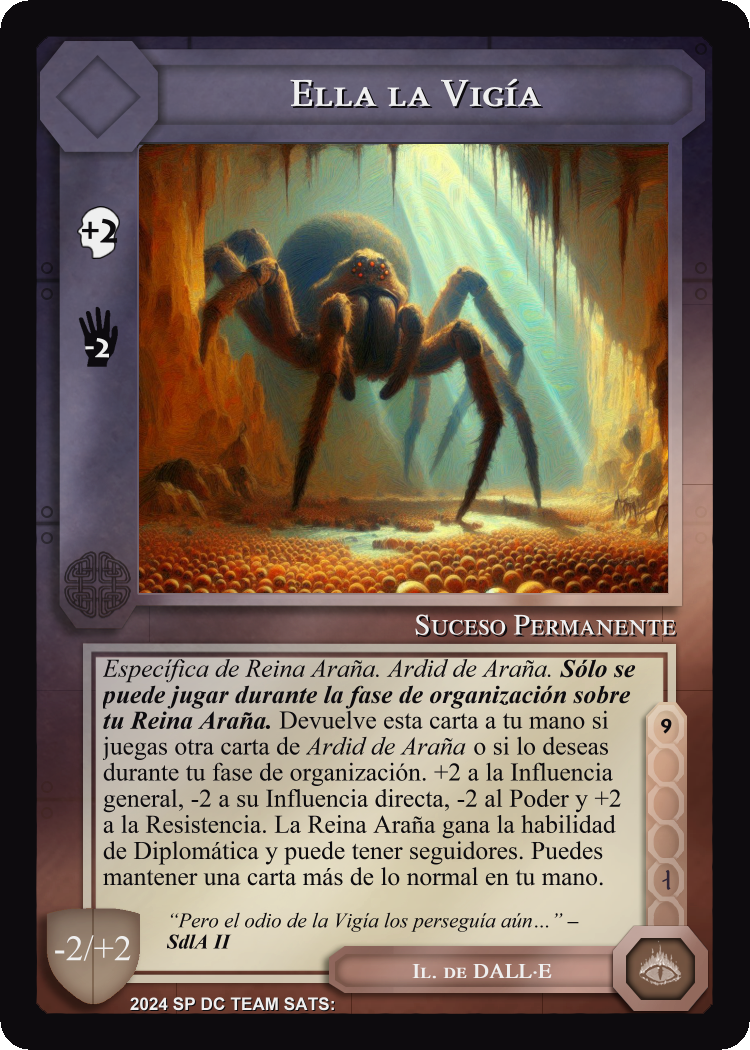 Ella la Vigía
+2
-2
Suceso Permanente
Específica de Reina Araña. Ardid de Araña. Sólo se
puede jugar durante la fase de organización sobre
tu Reina Araña. Devuelve esta carta a tu mano si
juegas otra carta de Ardid de Araña o si lo deseas
durante tu fase de organización. +2 a la Influencia
general, -2 a su Influencia directa, -2 al Poder y +2
a la Resistencia. La Reina Araña gana la habilidad
de Diplomática y puede tener seguidores. Puedes
mantener una carta más de lo normal en tu mano.
9
“Pero el odio de la Vigía los perseguía aún…” –
SdlA II
-2/+2
Il. de DALL·E
2024 SP DC TEAM SATS: